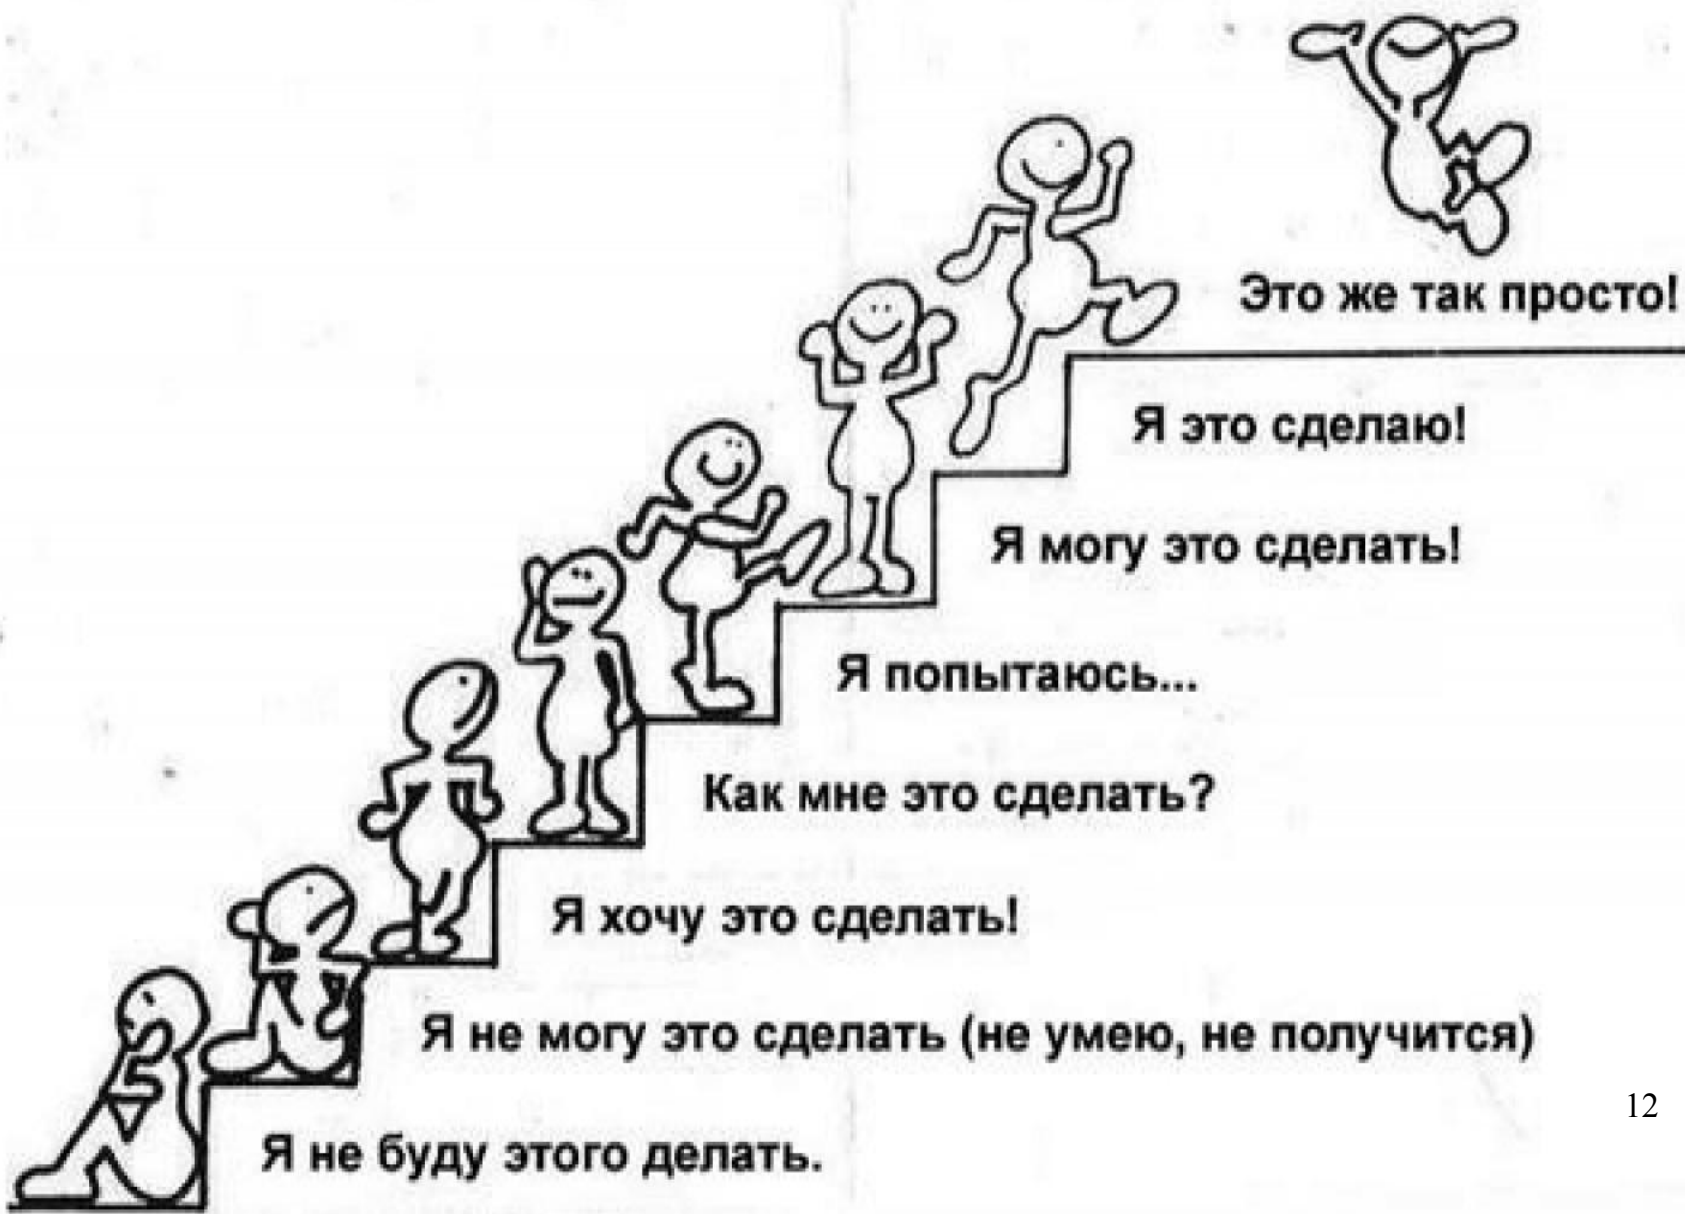 Это же так просто!
Я это сделаю!
Я могу это сделать!
Я попытаюсь...
Как мне это сделать?
Я хочу это сделать!
Я не могу это сделать (не умею, не получится)
12
Я не буду этого делать.